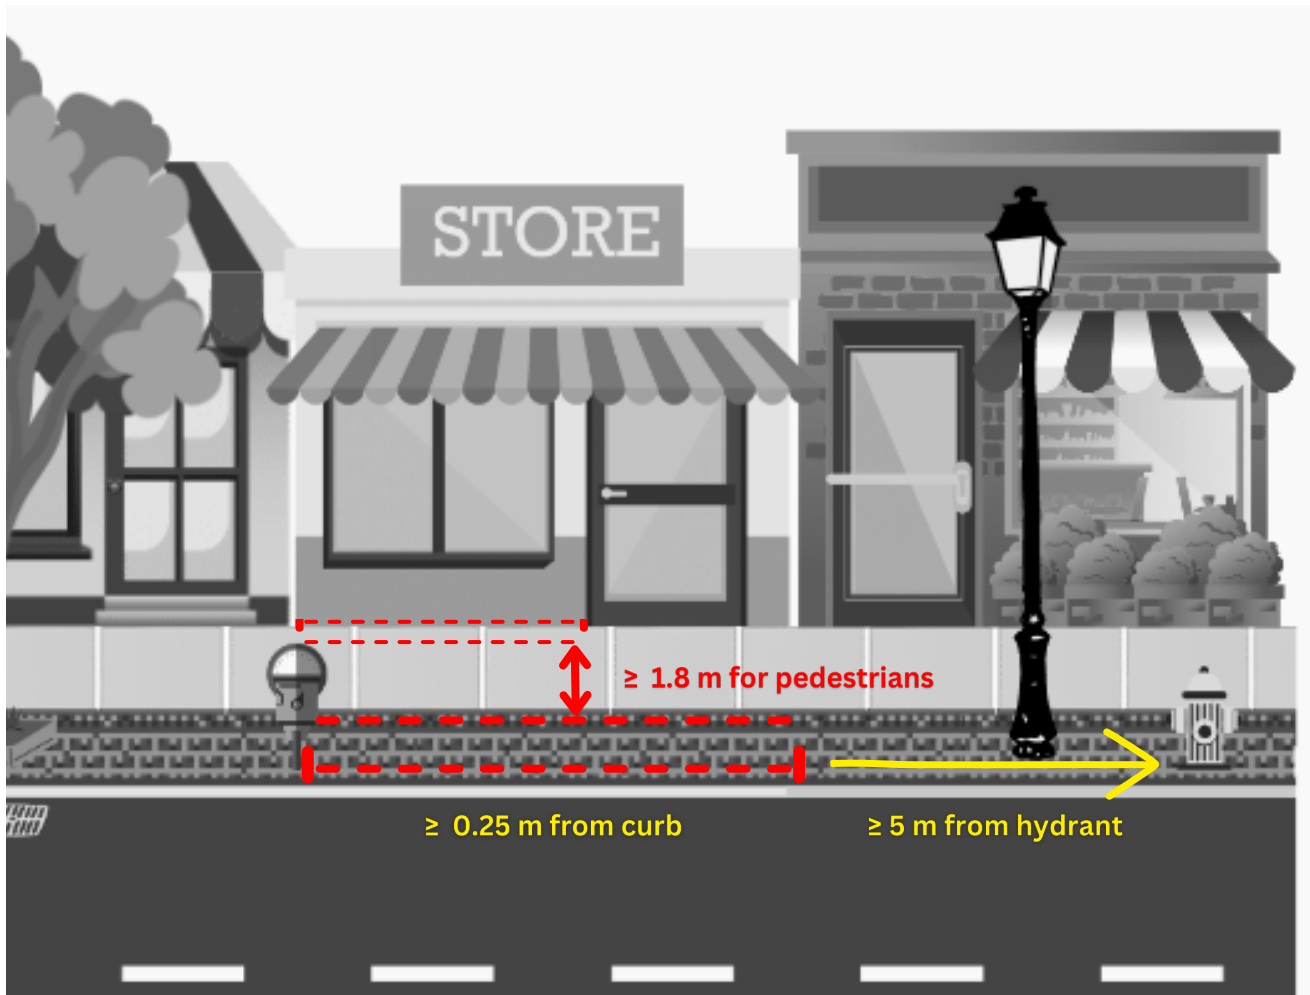 STORE
≥ 1.8 m for pedestrians
≥ 0.25 m from curb
≥ 5 m from hydrant